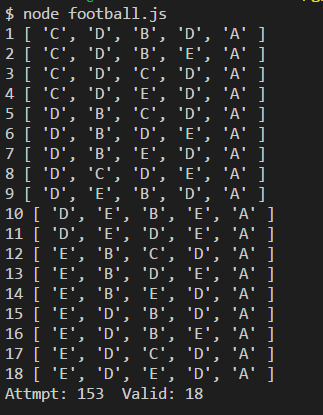 $ node football.js
1 [ 'C', 'D', 'B', 'D', 'A' ]
2 [ 'C', 'D', 'B', 'E', 'A' ]
3 [ 'C', 'D', 'C', 'D', 'A' ]
4 [ 'C', 'D', 'E', 'D', 'A' ]
5 [ 'D', 'B', 'C', 'D', 'A' ]
6 [ 'D', 'B', 'D', 'E', 'A' ]
7 [ 'D', 'B', 'E', 'D', 'A' ]
8 [ 'D', 'C', 'D', 'E', 'A' ]
9 [ 'D', 'E', 'B', 'D', 'A' ]
10 [ 'D', 'E', 'B', 'E', 'A' ]
11 [ 'D', 'E', 'D', 'E', 'A' ]
12 [ 'E', 'B', 'C', 'D', 'A' ]
13 [ 'E', 'B', 'D', 'E', 'A' ]
14 [ 'E', 'B', 'E', 'D', 'A' ]
15 [ 'E', 'D', 'B', 'D', 'A' ]
16 [ 'E', 'D', 'B', 'E', 'A' ]
17 [ 'E', 'D', 'C', 'D', 'A' ]
18 [ 'E', 'D', 'E', 'D', 'A' ]
Attmpt: 153  Valid: 18